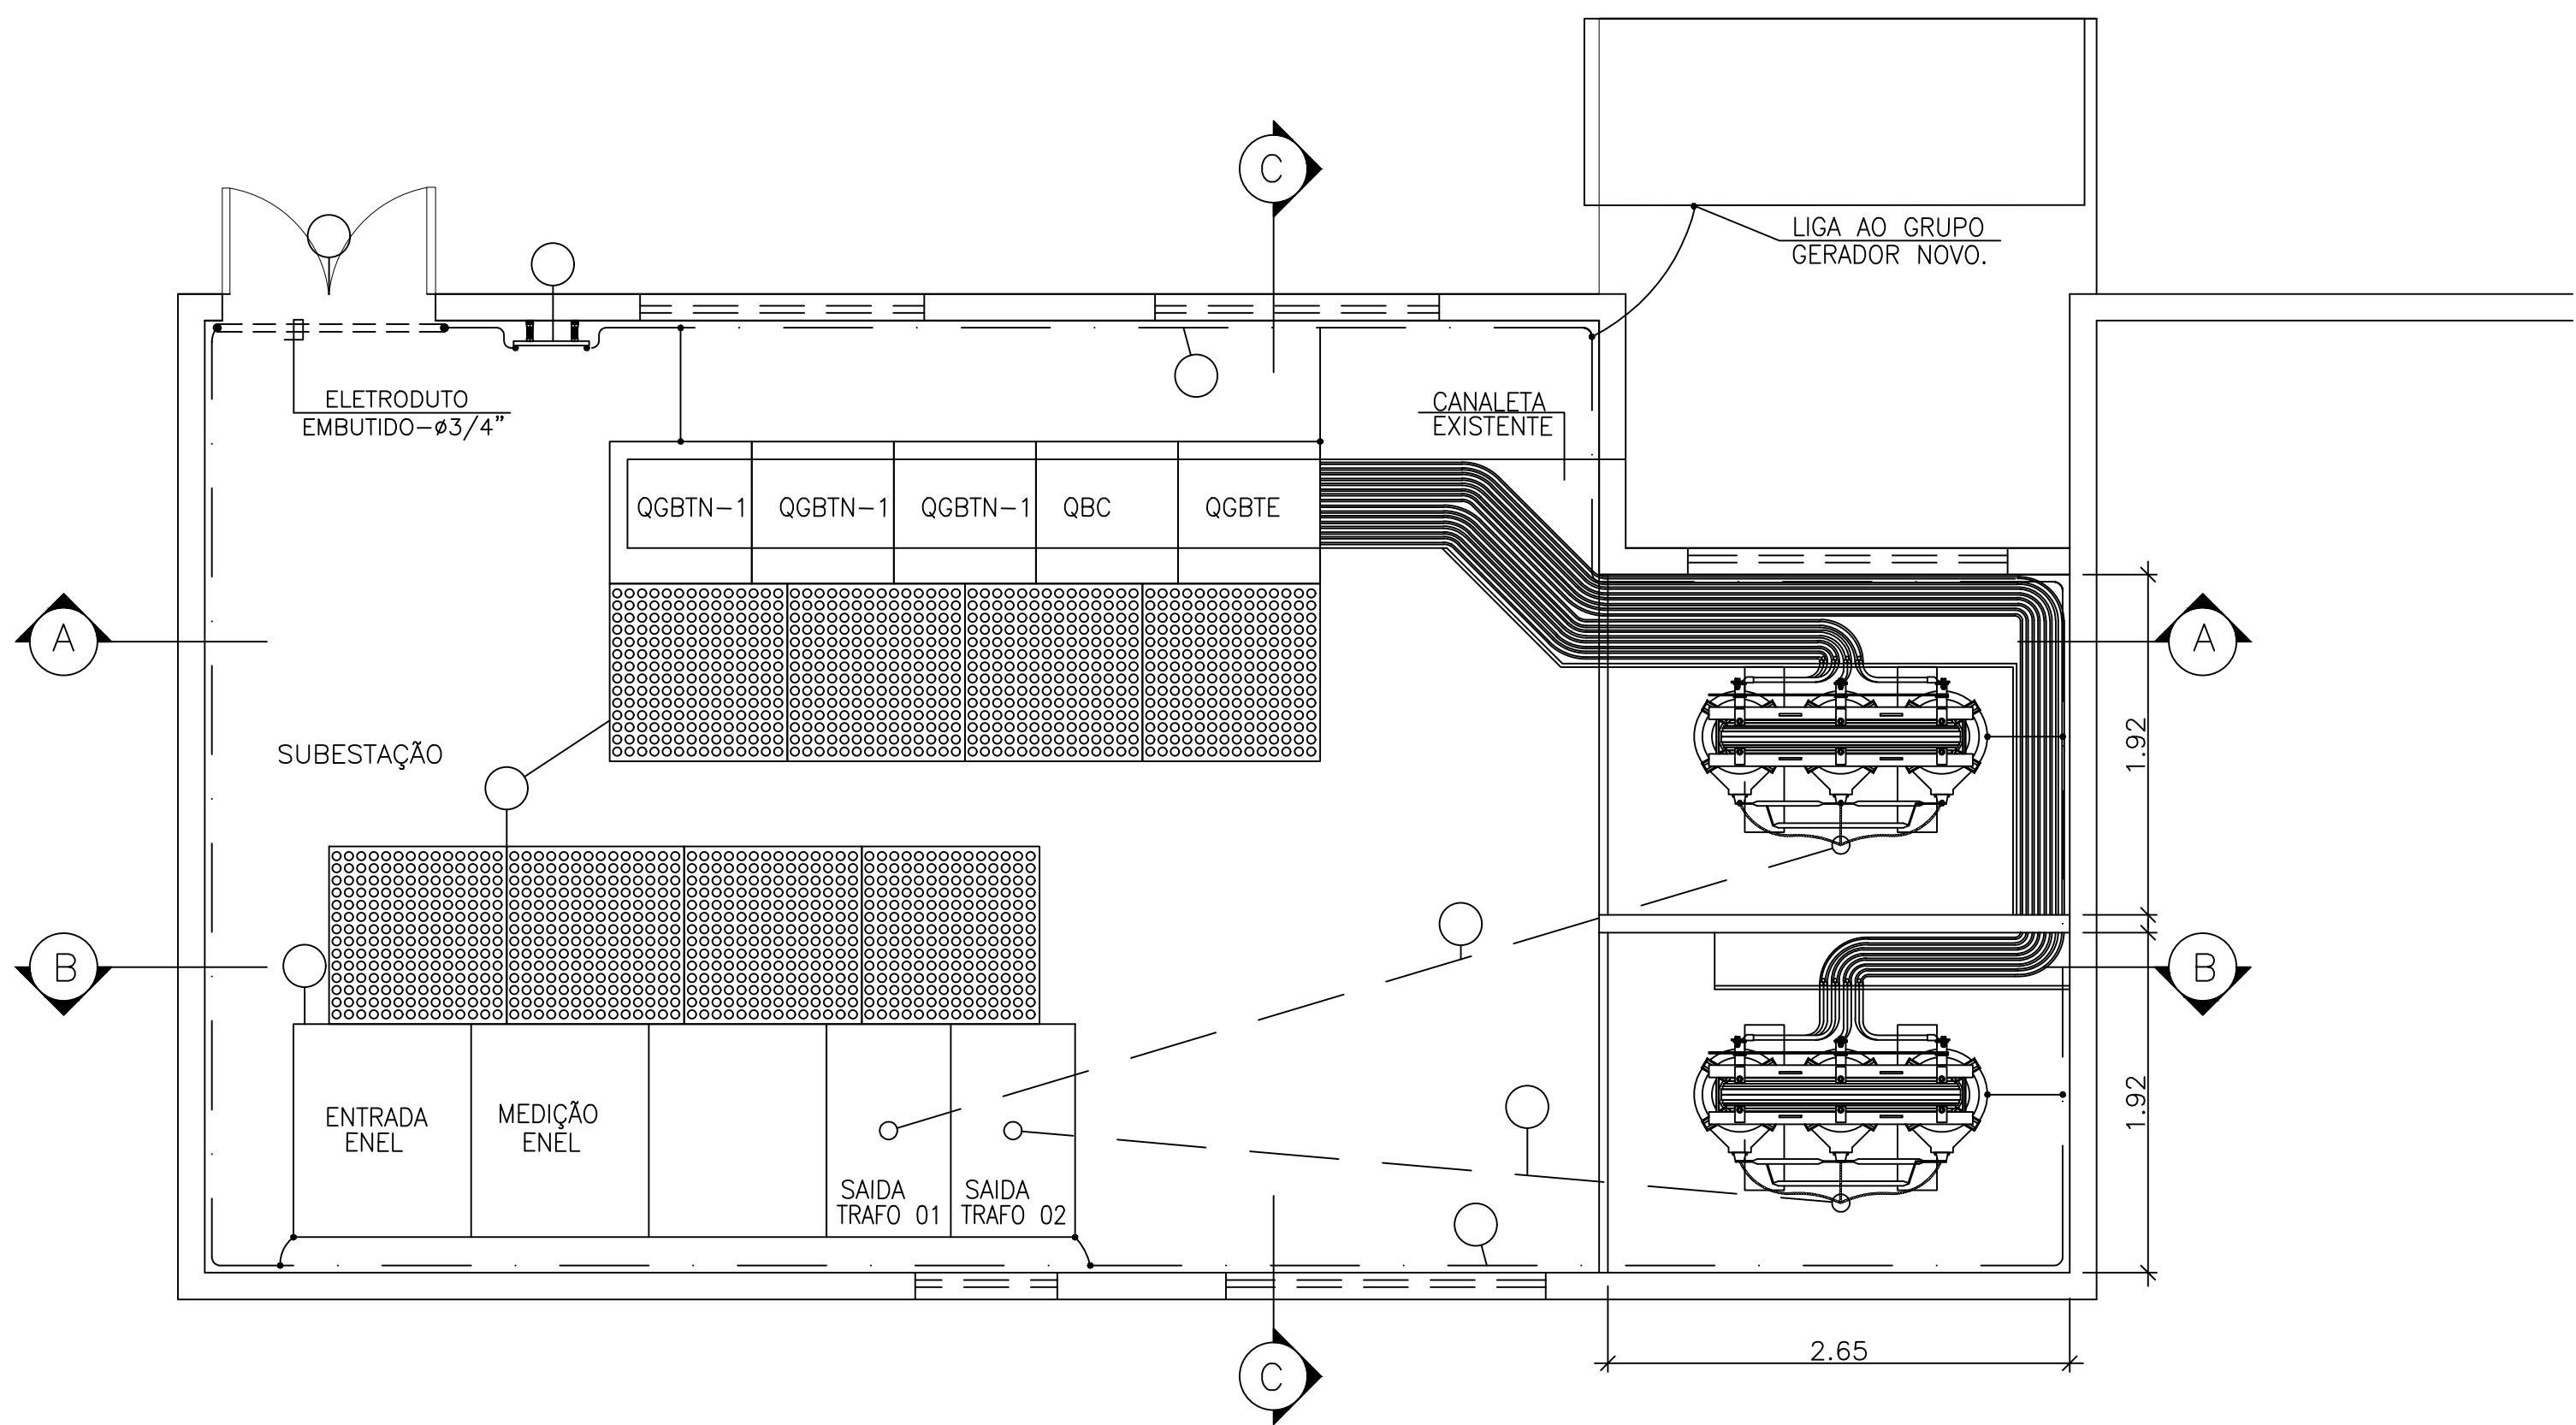 C
LIGA AO GRUPO
GERADOR NOVO.
ELETRODUTO
EMBUTIDO-ø3/4"
CANALETA
EXISTENTE
QGBTN-1
QGBTN-1
QGBTN-1
QBC
QGBTE
A
A
1.92
SUBESTAÇÃO
B
B
ENTRADA
ENEL
MEDIÇÃO
ENEL
1.92
SAIDA
TRAFO 01
SAIDA
TRAFO 02
2.65
C